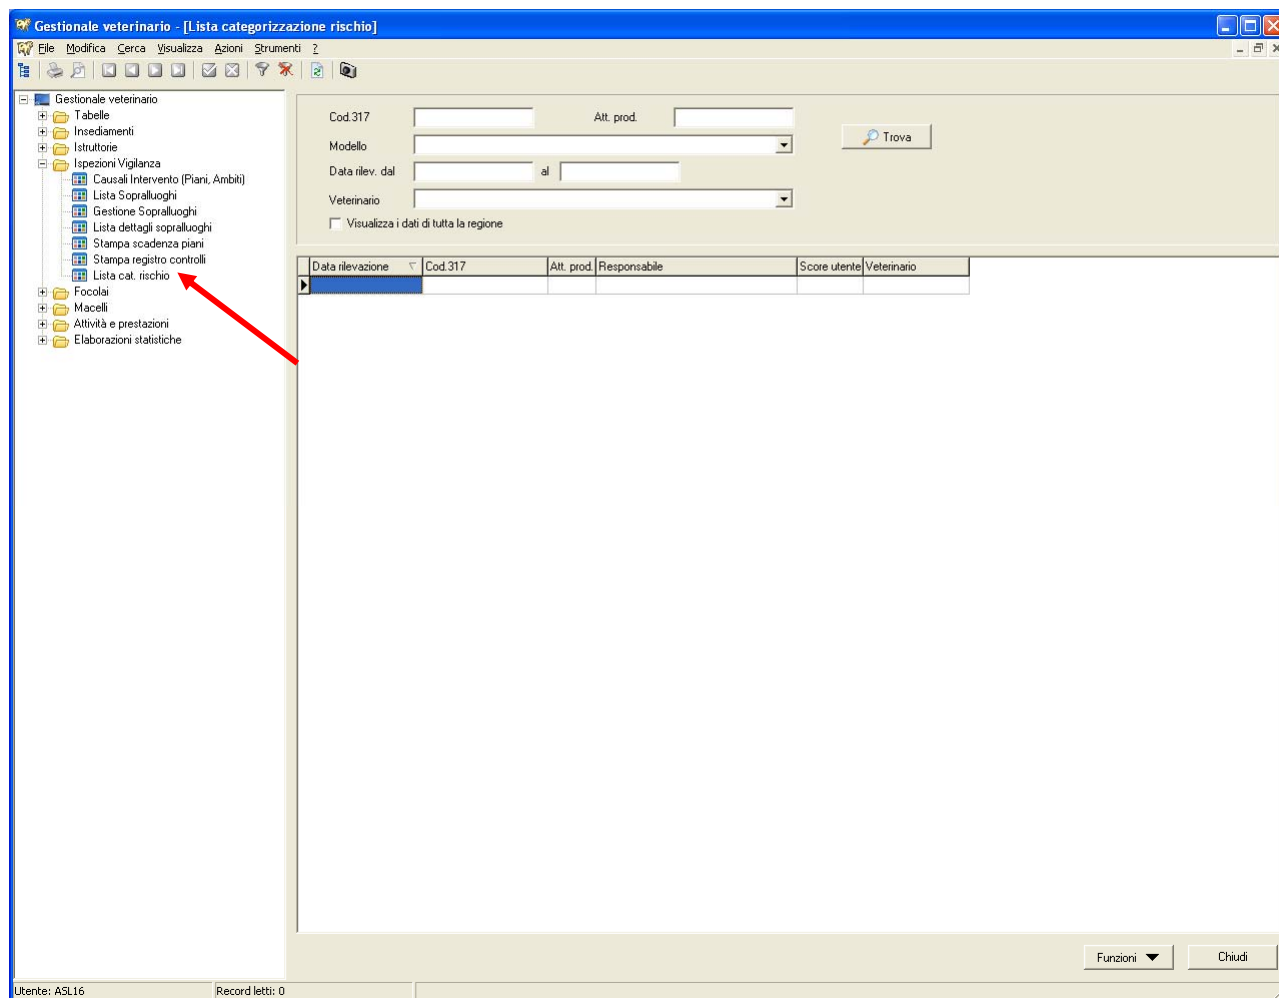 Gestionale veterinario - [Lista categorizzazione rischio]
File Modifica Cerca Visualizza Azioni Strumenti ?
Gestionale veterinario
Tabelle
Insediamenti
Istruttorie
Ispezioni Vigilanza
Causali Intervento (Piani, Ambiti)
Lista Sopralluoghi
Gestione Sopralluoghi
Lista dettagli sopralluoghi
Stampa scadenza piani
Stampa registro controlli
Lista cat. rischio
Focolai
Macelli
Attività e prestazioni
Elaborazioni statistiche
Cod.317 Att. prod.
Modello Trova
Data rilev. dal al
Veterinario
Visualizza i dati di tutta la regione
Data rilevazione Cod.317 Att. prod. Responsabile Score utente Veterinario
Funzioni Chiudi
Utente: ASL16 Record letti: 0